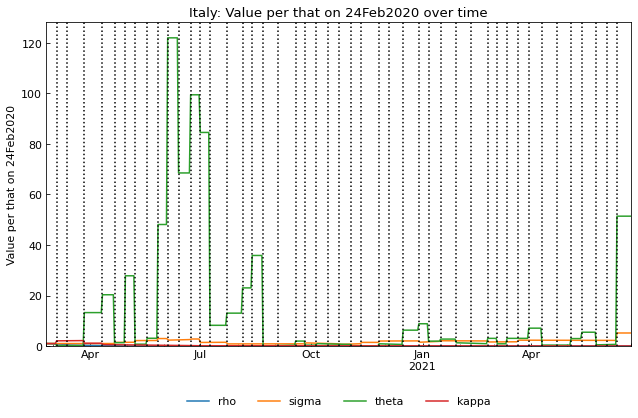 Italy: Value per that on 24Feb2020 over time
Value per that on 24Feb2020
120
100
80
60
40
20
0
Apr Jul Oct Jan Apr
2021
rho sigma theta kappa